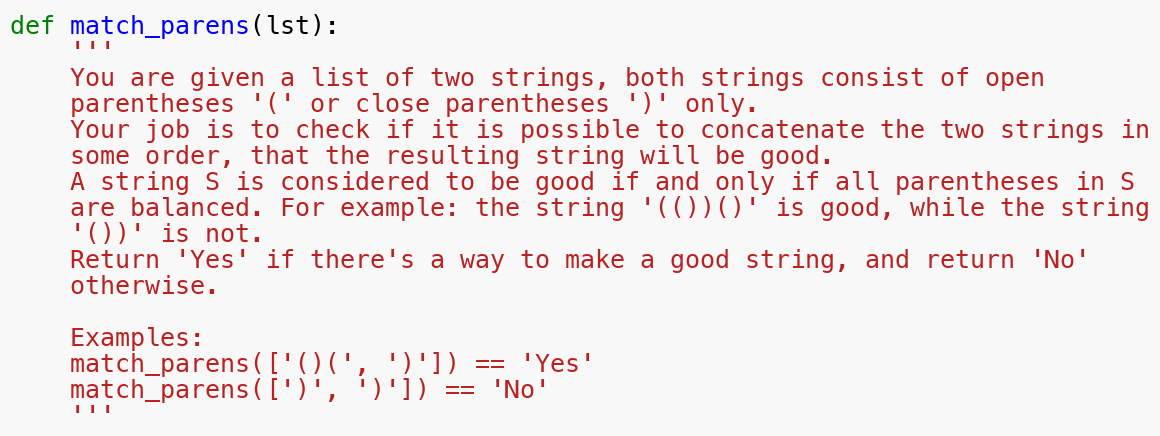 def match_parens(lst):
    '''
    You are given a list of two strings, both strings consist of open
    parentheses '(' or close parentheses ')' only.
    Your job is to check if it is possible to concatenate the two strings in
    some order, that the resulting string will be good.
    A string S is considered to be good if and only if all parentheses in S
    are balanced. For example: the string '(())()' is good, while the string
    '())' is not.
    Return 'Yes' if there's a way to make a good string, and return 'No'
    otherwise.

    Examples:
    match_parens(['()(', ')']) == 'Yes'
    match_parens([')', ')']) == 'No'
    '''